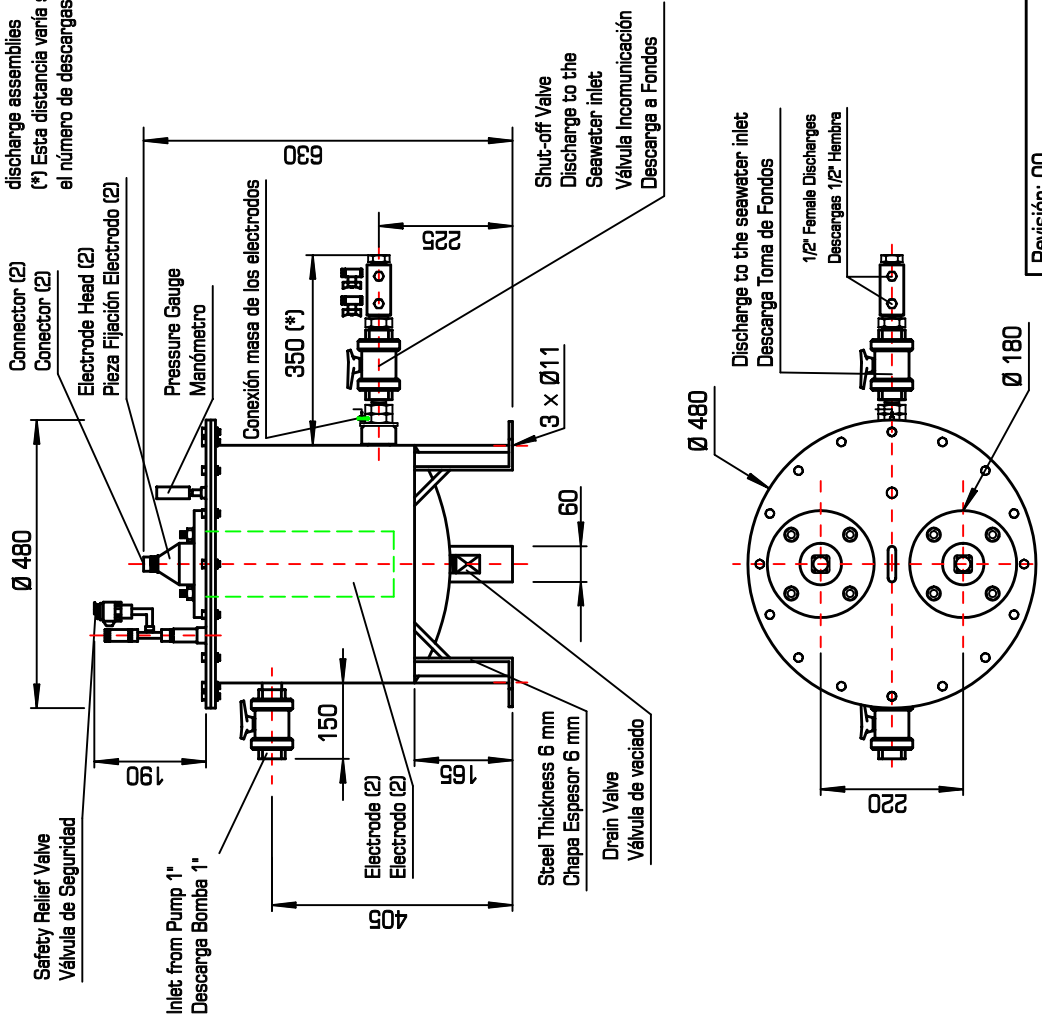 discharge assemblies
(*) Esta distancia varía
el número de descargas
Connector (2)
Conector (2)
Electrode Head (2)
Pieza Fijación Electrodo (2)
Pressure Gauge
Manómetro
Conexión masa de los electrodos
Ø 480
630
350 (*)
225
Shut-off Valve
Discharge to the
Seawater inlet
Válvula Incomunicación
Descarga a Fondos
3 x Ø11
60
190
150
165
405
Safety Relief Valve
Válvula de Seguridad
Inlet from Pump 1"
Descarga Bomba 1"
Electrode (2)
Electrodo (2)
Steel Thickness 6 mm
Chapa Espesor 6 mm
Drain Valve
Válvula de vaciado
Discharge to the seawater inlet
Descarga Toma de Fondos
1/2" Female Discharges
Descargas 1/2" Hembra
Ø 480
Ø 180
220
Revisión: 00